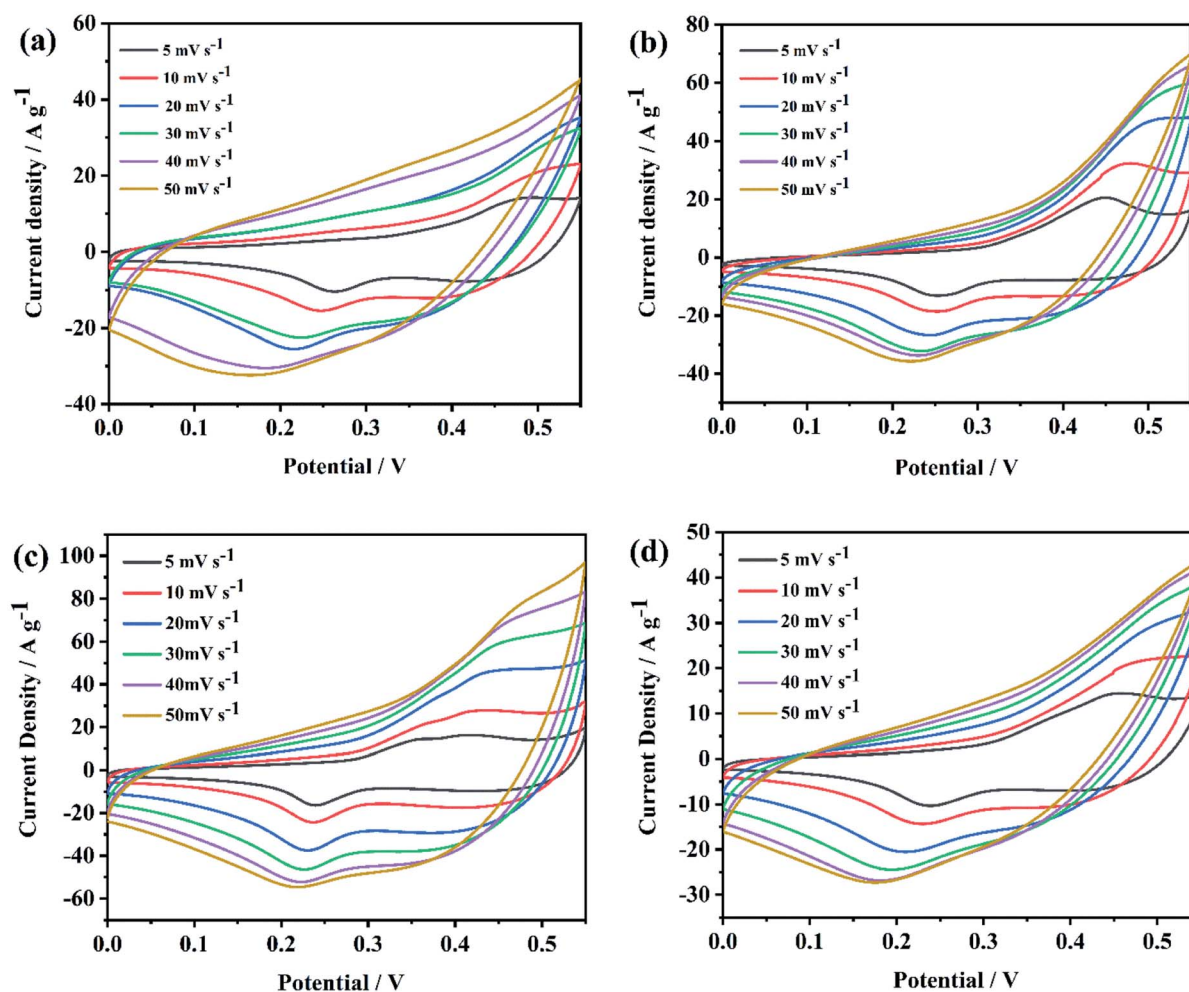 (a)
5 mV s-1
10 mV s-1
20 mV s-1
30 mV s-1
40 mV s-1
50 mV s-1
60
40
20
0
-20
-40
0.0 0.1 0.2 0.3 0.4 0.5
Current density / A g-1
Potential / V
(b)
5 mV s-1
10 mV s-1
20 mV s-1
30 mV s-1
40 mV s-1
50 mV s-1
80
60
40
20
0
-20
-40
0.0 0.1 0.2 0.3 0.4 0.5
Current density / A g-1
Potential / V
(c)
5 mV s-1
10 mV s-1
20mV s-1
30mV s-1
40mV s-1
50mV s-1
100
80
60
40
20
0
-20
-40
-60
0.0 0.1 0.2 0.3 0.4 0.5
Current Density / A g-1
Potential / V
(d)
5 mV s-1
10 mV s-1
20 mV s-1
30 mV s-1
40 mV s-1
50 mV s-1
50
40
30
20
10
0
-10
-20
-30
0.0 0.1 0.2 0.3 0.4 0.5
Current Density / A g-1
Potential / V